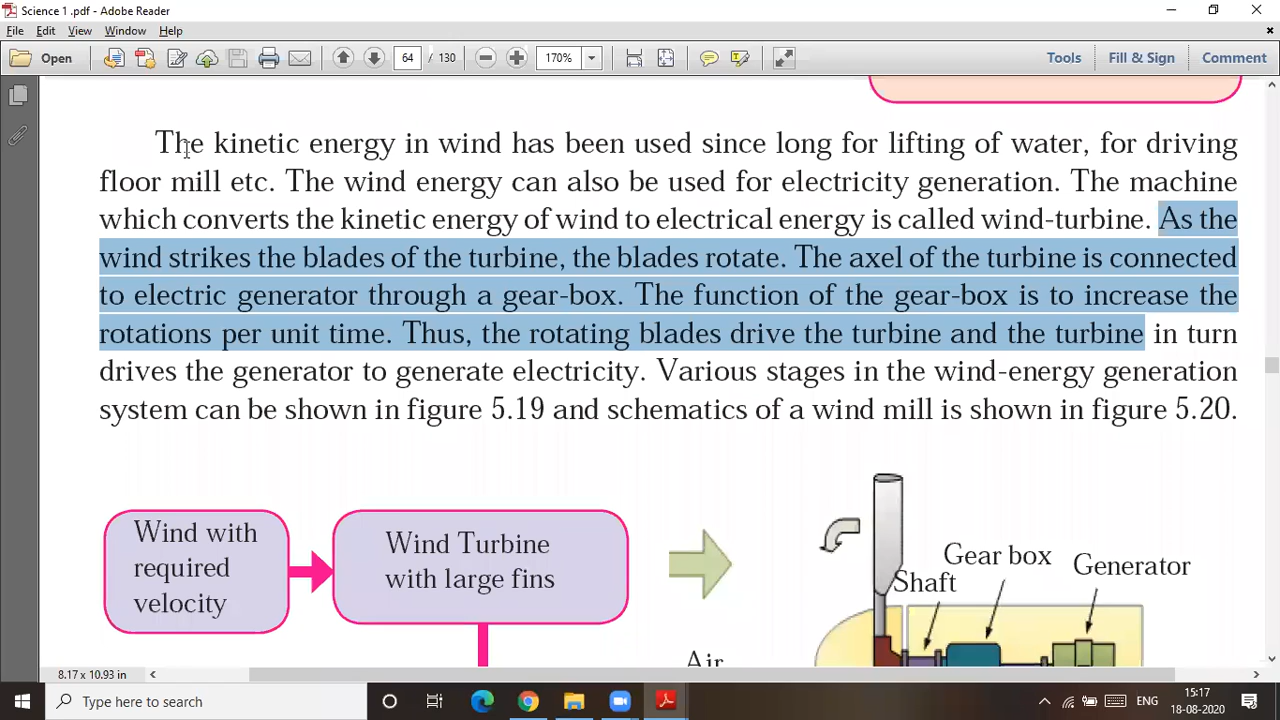 Science 1 .pdf - Adobe Reader
File Edit View Window Help
Open 64 / 130 170% Tools Fill & Sign Comment
The kinetic energy in wind has been used since long for lifting of water, for driving
floor mill etc. The wind energy can also be used for electricity generation. The machine
which converts the kinetic energy of wind to electrical energy is called wind-turbine. As the
wind strikes the blades of the turbine, the blades rotate. The axel of the turbine is connected
to electric generator through a gear-box. The function of the gear-box is to increase the
rotations per unit time. Thus, the rotating blades drive the turbine and the turbine in turn
drives the generator to generate electricity. Various stages in the wind-energy generation
system can be shown in figure 5.19 and schematics of a wind mill is shown in figure 5.20.
Wind with
required
velocity
Wind Turbine
with large fins
Gear box
Generator
Shaft
Air
8.17 x 10.93 in
Type here to search
ENG
15:17
18-08-2020